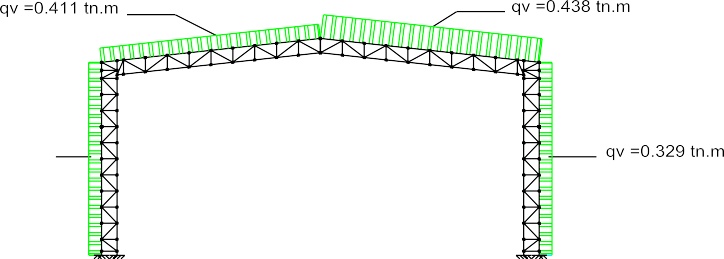 qv =0.411 tn.m
qv =0.438 tn.m
qv =0.329 tn.m